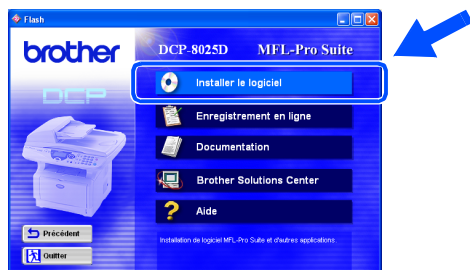 Flash
brother
DCP-8025D MFL-Pro Suite
DCP
Installer le logiciel
Enregistrement en ligne
Documentation
Brother Solutions Center
Aide
Précédent
Quitter
Installation de logiciel MFL-Pro Suite et d'autres applications.